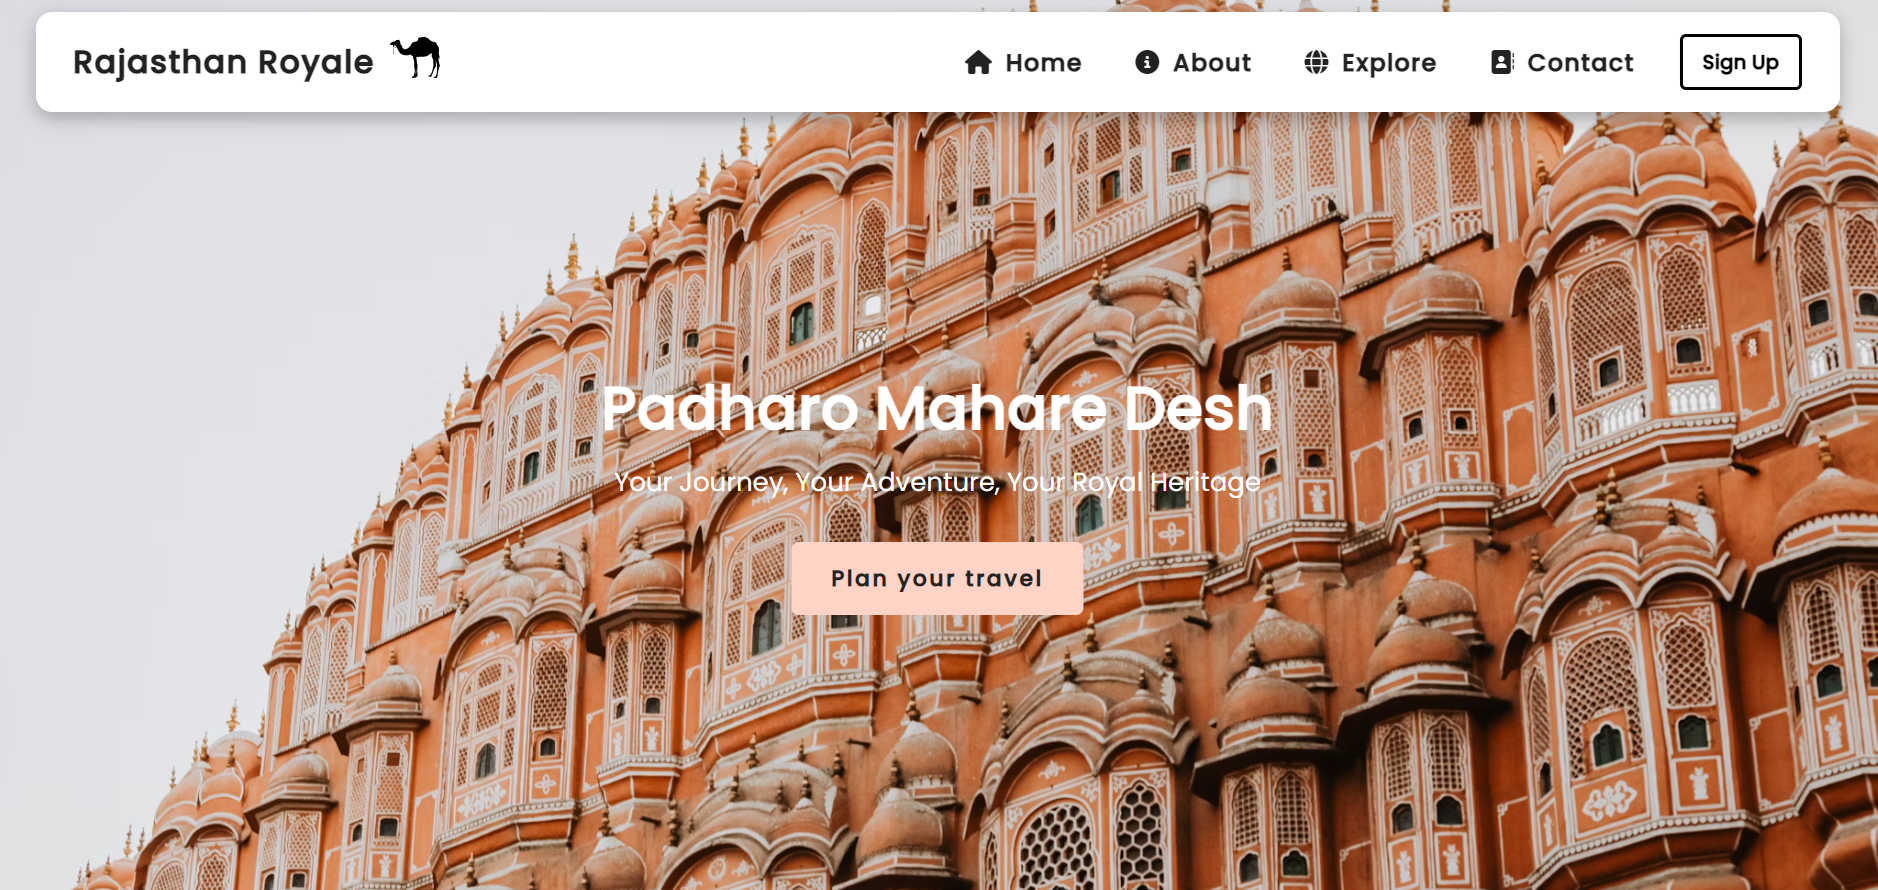 Rajasthan Royale
Home
About
Explore
Contact
Sign Up
Padharo Mahare Desh
Your Journey, Your Adventure, Your Royal Heritage
Plan your travel